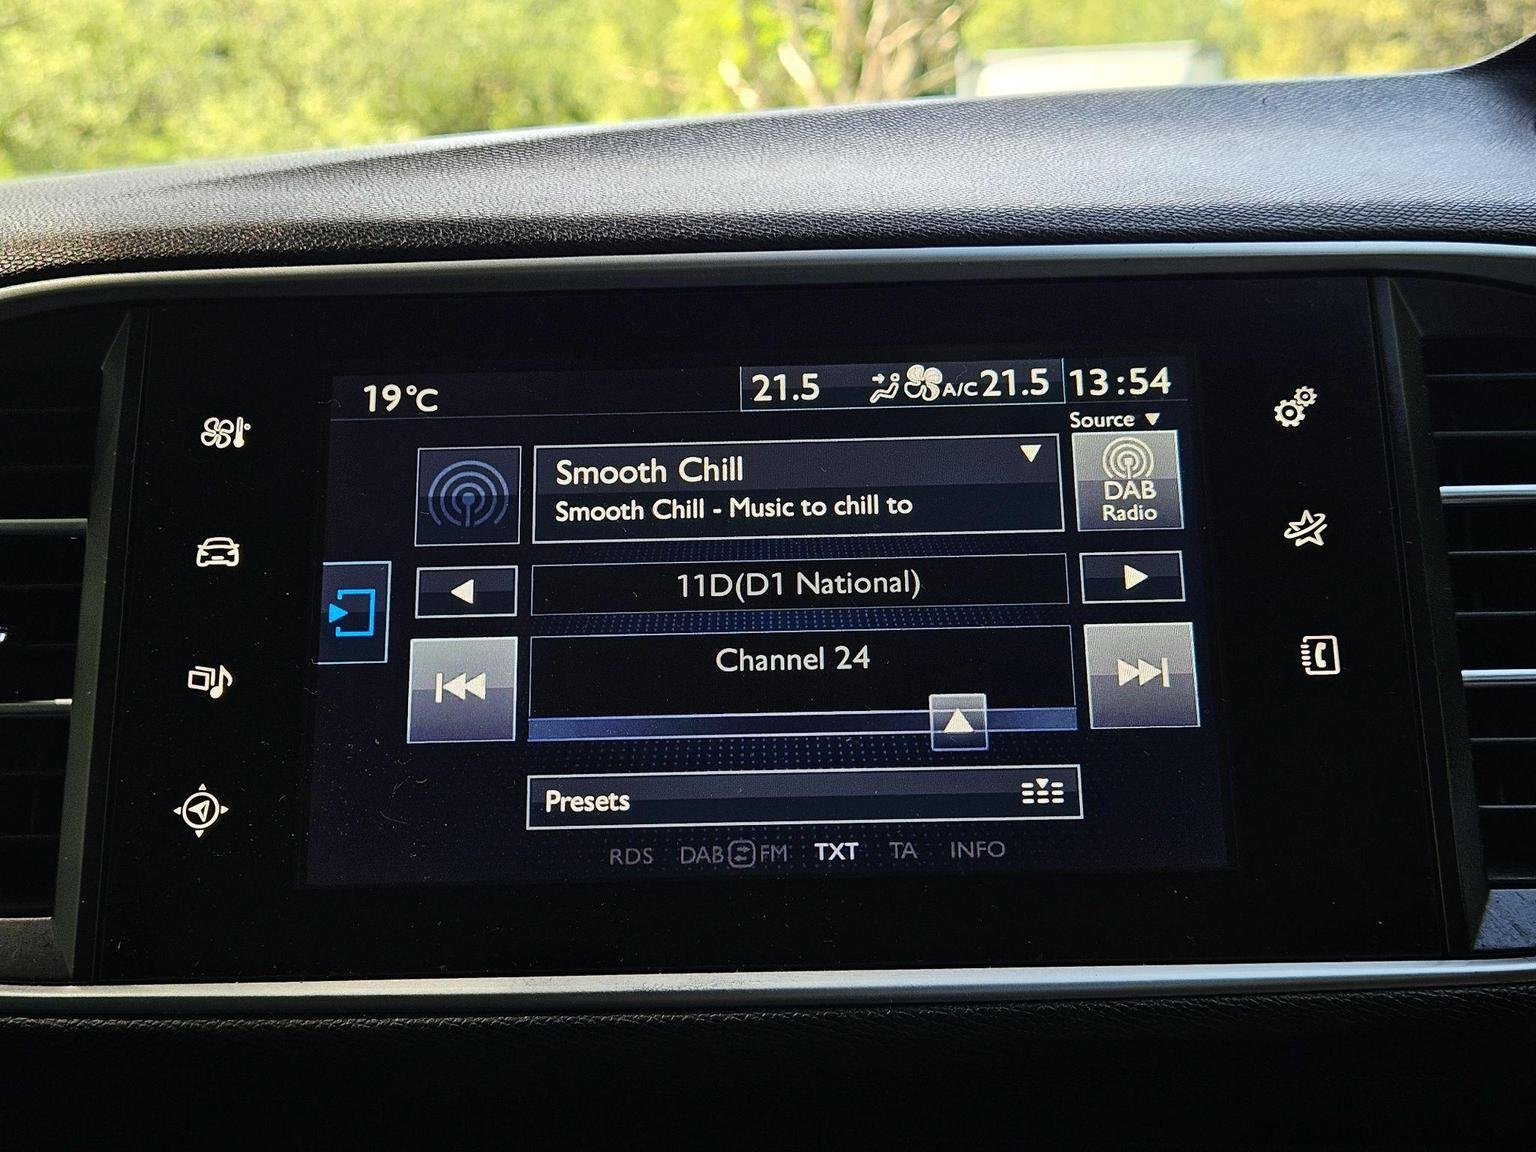 19°C
21.5
A/C
21.5
13:54
Source
Smooth Chill
Smooth Chill - Music to chill to
DAB
Radio
11D(D1 National)
Channel 24
Presets
RDS DAB FM TXT TA INFO